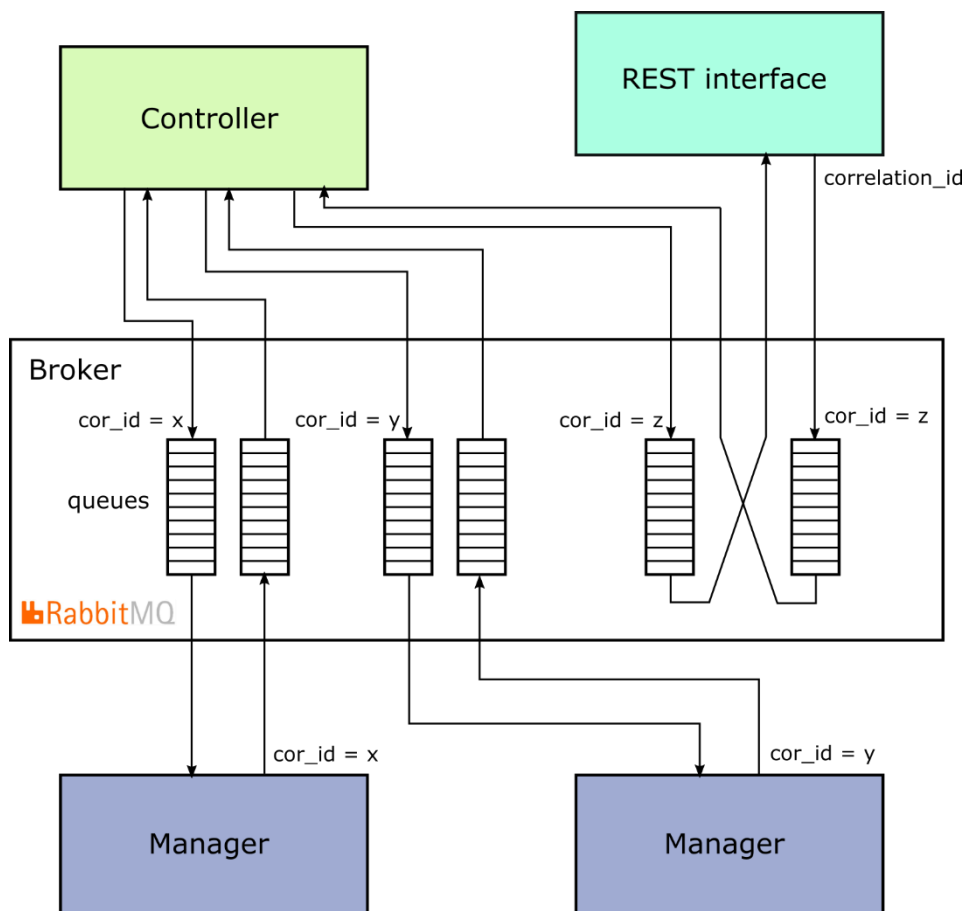 REST interface
Controller
correlation_id
Broker
cor_id = x
cor_id = y
cor_id = z
cor_id = z
queues
RabbitMQ
cor_id = x
cor_id = y
Manager
Manager